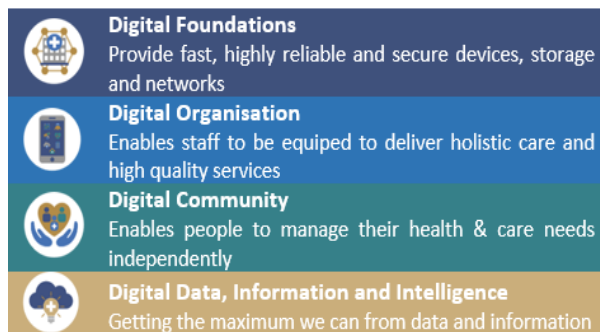 Digital Foundations
Provide fast, highly reliable and secure devices, storage
and networks
Digital Organisation
Enables staff to be equiped to deliver holistic care and
high quality services
Digital Community
Enables people to manage their health & care needs
independently
Digital Data, Information and Intelligence
Getting the maximum we can from data and information